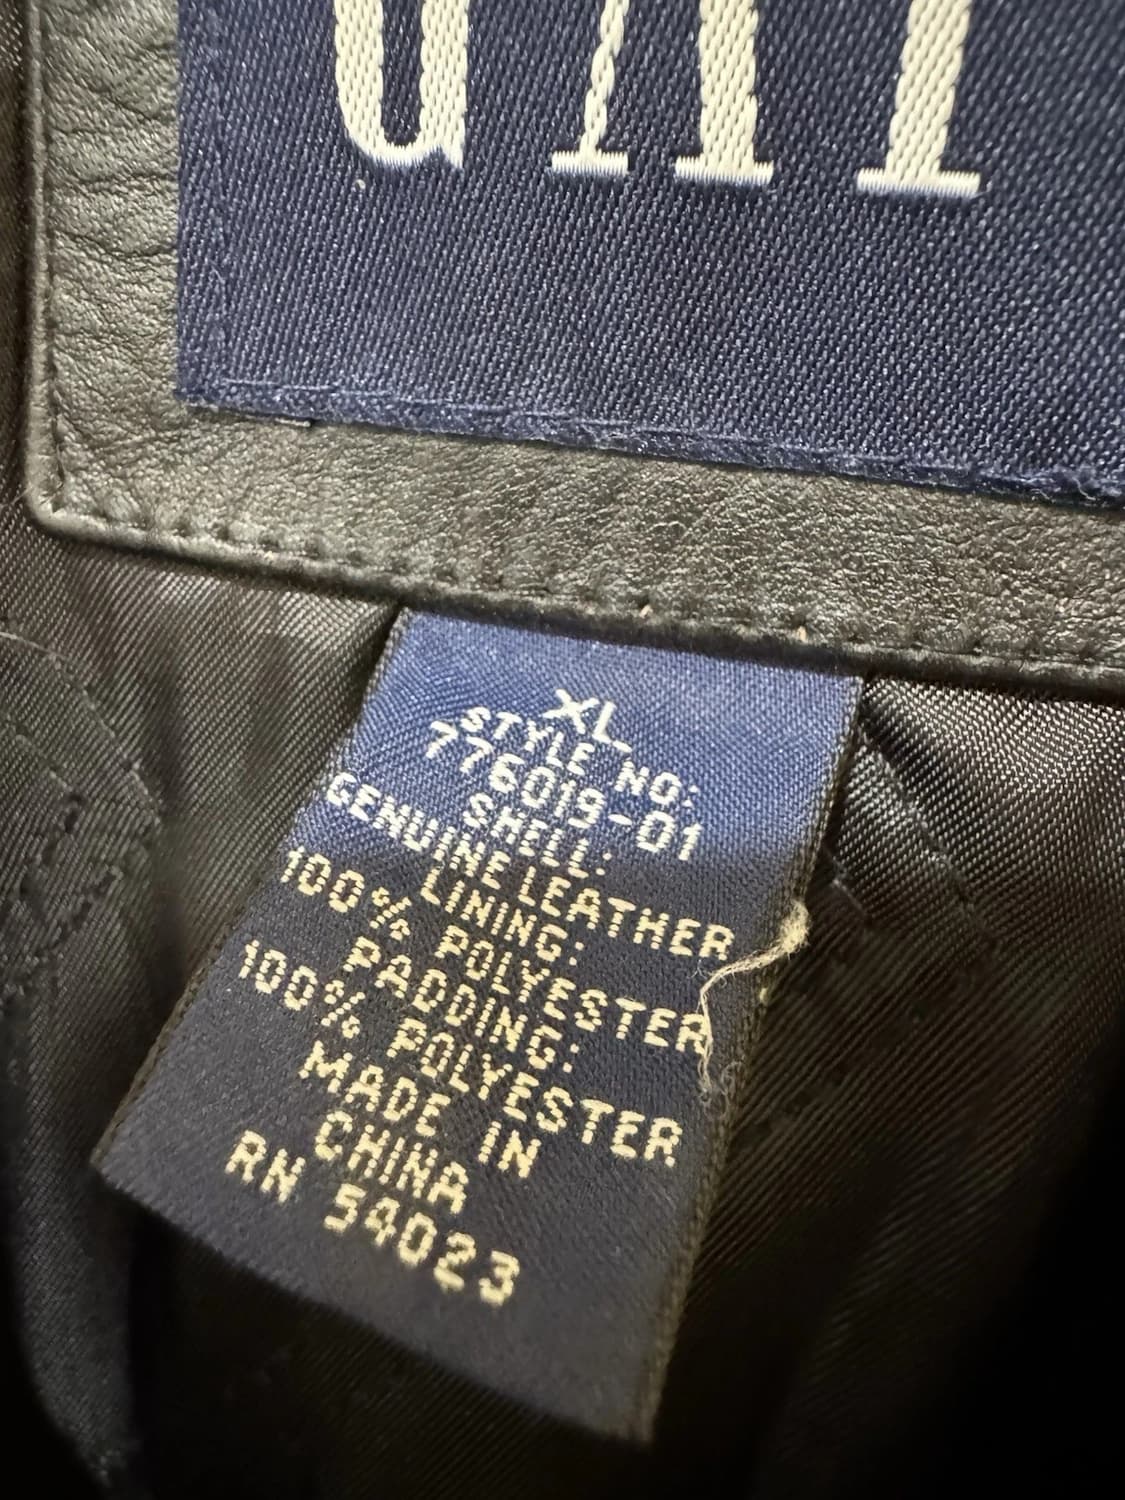 GAP
XL
STYLE NO:
776019-01
SHELL:
GENUINE LEATHER
LINING:
100% POLYESTER
PADDING:
100% POLYESTER
MADE IN
CHINA
RN 54023